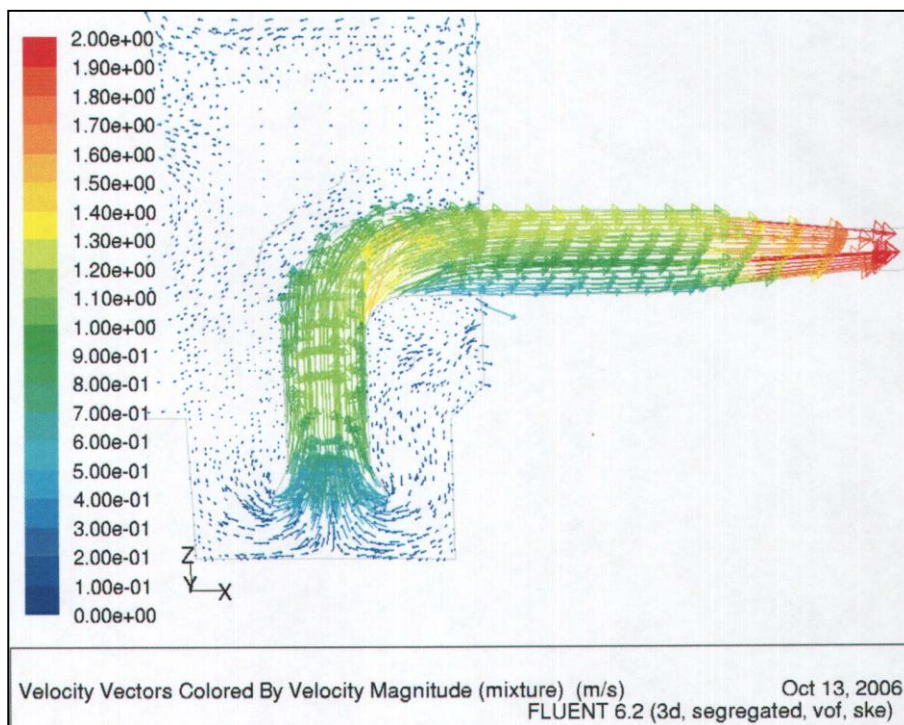 2.00e+00
1.90e+00
1.80e+00
1.70e+00
1.60e+00
1.50e+00
1.40e+00
1.30e+00
1.20e+00
1.10e+00
1.00e+00
9.00e-01
8.00e-01
7.00e-01
6.00e-01
5.00e-01
4.00e-01
3.00e-01
2.00e-01
1.00e-01
0.00e+00
Z
Y X
Velocity Vectors Colored By Velocity Magnitude (mixture) (m/s) Oct 13, 2006
FLUENT 6.2 (3d, segregated, vof, ske)